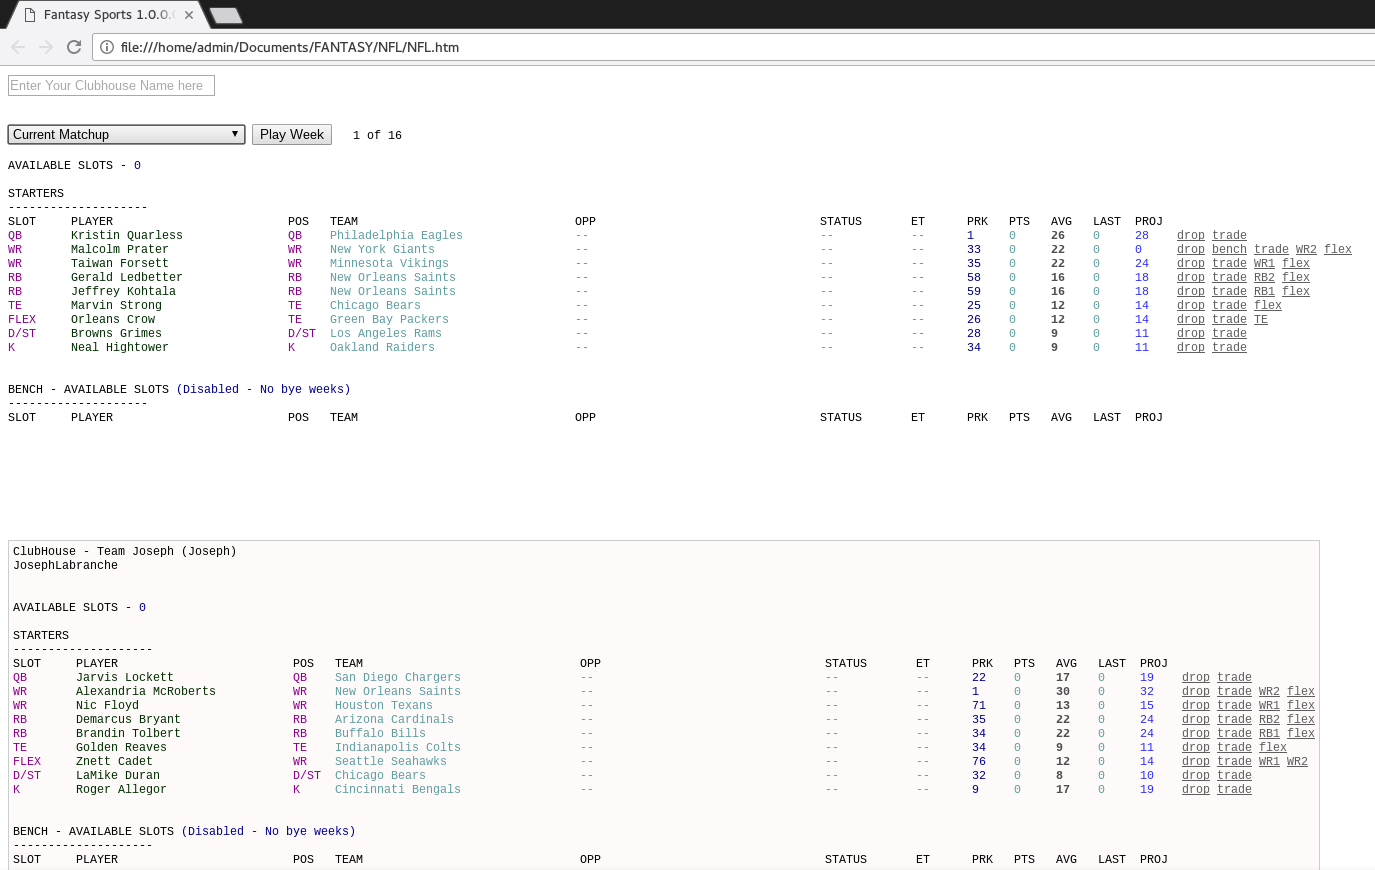 Fantasy Sports 1.0.0.0
file:///home/admin/Documents/FANTASY/NFL/NFL.htm
Enter Your Clubhouse Name here
Current Matchup Play Week 1 of 16
AVAILABLE SLOTS - 0
STARTERS
--------------------
SLOT PLAYER POS TEAM OPP STATUS ET PRK PTS AVG LAST PROJ
QB Kristin Quarless QB Philadelphia Eagles -- -- -- 1 0 26 0 28 drop trade
WR Malcolm Prater WR New York Giants -- -- -- 33 0 22 0 0 drop bench trade WR2 flex
WR Taiwan Forsett WR Minnesota Vikings -- -- -- 35 0 22 0 24 drop trade WR1 flex
RB Gerald Ledbetter RB New Orleans Saints -- -- -- 58 0 16 0 18 drop trade RB2 flex
RB Jeffrey Kohtala RB New Orleans Saints -- -- -- 59 0 16 0 18 drop trade RB1 flex
TE Marvin Strong TE Chicago Bears -- -- -- 25 0 12 0 14 drop trade flex
FLEX Orleans Crow TE Green Bay Packers -- -- -- 26 0 12 0 14 drop trade TE
D/ST Browns Grimes D/ST Los Angeles Rams -- -- -- 28 0 9 0 11 drop trade
K Neal Hightower K Oakland Raiders -- -- -- 34 0 9 0 11 drop trade
BENCH - AVAILABLE SLOTS (Disabled - No bye weeks)
--------------------
SLOT PLAYER POS TEAM OPP STATUS ET PRK PTS AVG LAST PROJ
ClubHouse - Team Joseph (Joseph)
JosephLabranche
AVAILABLE SLOTS - 0
STARTERS
--------------------
SLOT PLAYER POS TEAM OPP STATUS ET PRK PTS AVG LAST PROJ
QB Jarvis Lockett QB San Diego Chargers -- -- -- 22 0 17 0 19 drop trade
WR Alexandria McRoberts WR New Orleans Saints -- -- -- 1 0 30 0 32 drop trade WR2 flex
WR Nic Floyd WR Houston Texans -- -- -- 71 0 13 0 15 drop trade WR1 flex
RB Demarcus Bryant RB Arizona Cardinals -- -- -- 35 0 22 0 24 drop trade RB2 flex
RB Brandin Tolbert RB Buffalo Bills -- -- -- 34 0 22 0 24 drop trade RB1 flex
TE Golden Reaves TE Indianapolis Colts -- -- -- 34 0 9 0 11 drop trade flex
FLEX Znett Cadet WR Seattle Seahawks -- -- -- 76 0 12 0 14 drop trade WR1 WR2
D/ST LaMike Duran D/ST Chicago Bears -- -- -- 32 0 8 0 10 drop trade
K Roger Allegor K Cincinnati Bengals -- -- -- 9 0 17 0 19 drop trade
BENCH - AVAILABLE SLOTS (Disabled - No bye weeks)
--------------------
SLOT PLAYER POS TEAM OPP STATUS ET PRK PTS AVG LAST PROJ